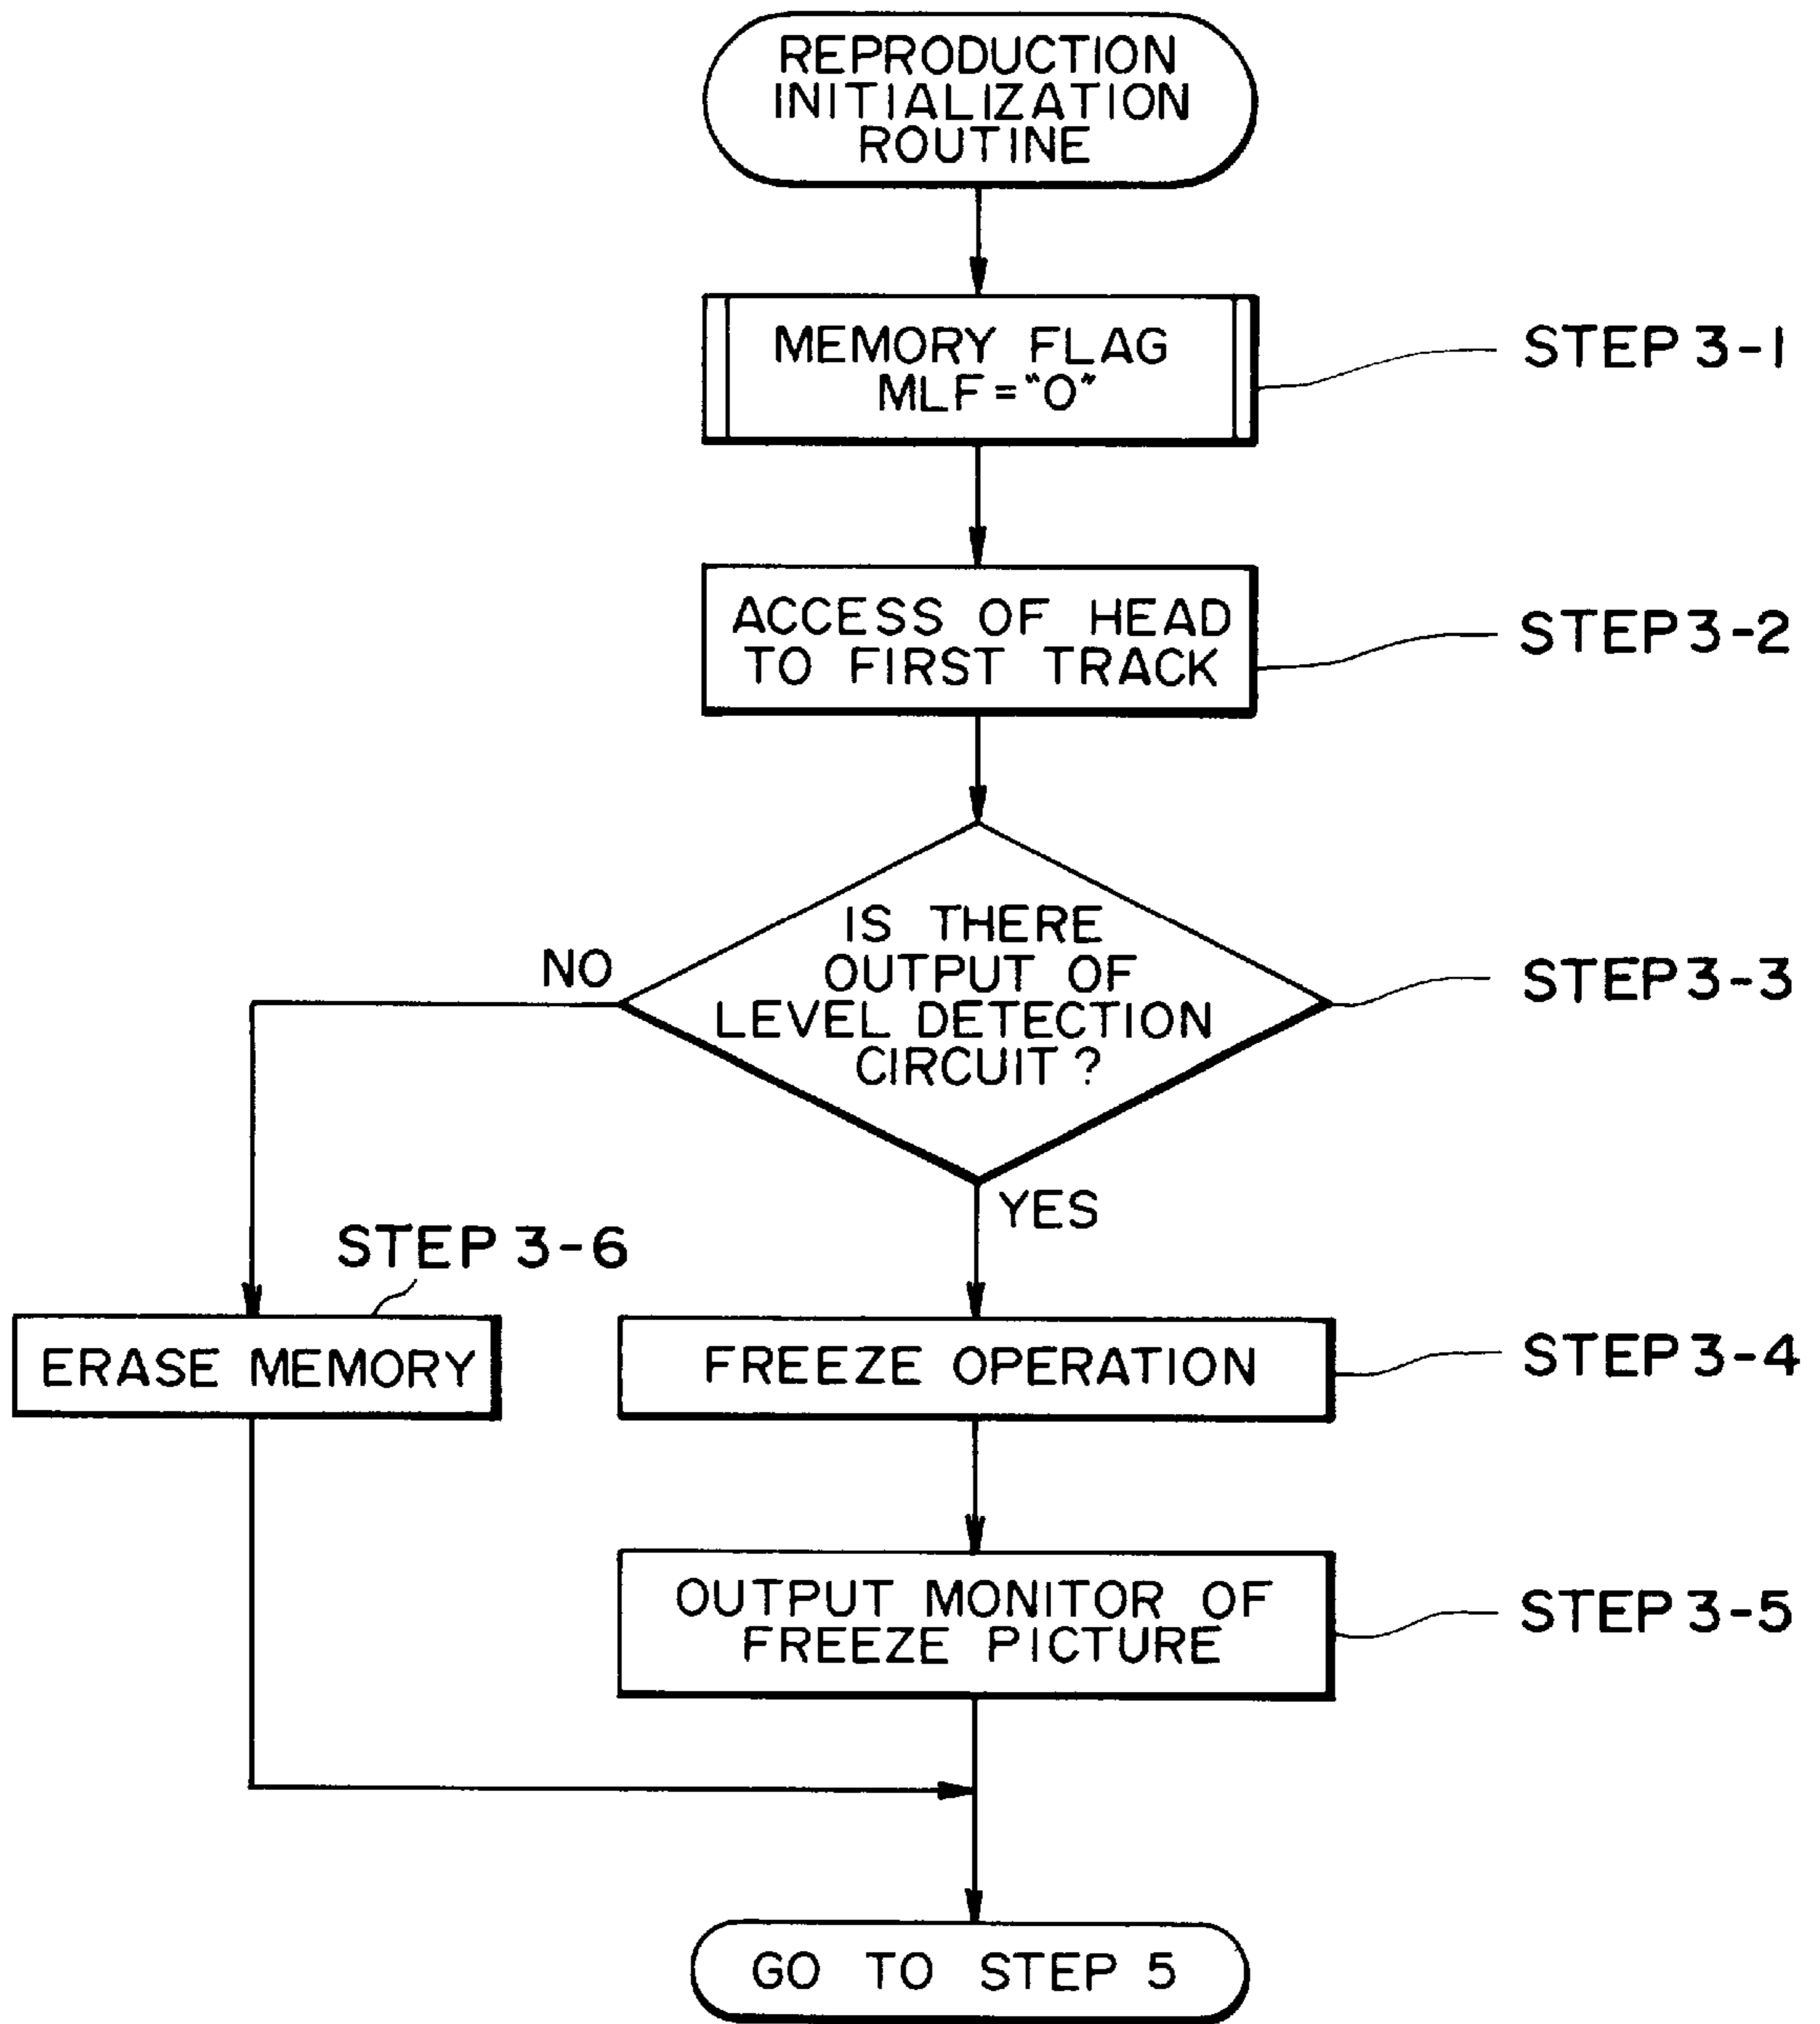 REPRODUCTION
INITIALIZATION
ROUTINE
MEMORY FLAG
MLF = "O"
STEP 3-1
ACCESS OF HEAD
TO FIRST TRACK
STEP 3-2
IS THERE
OUTPUT OF
LEVEL DETECTION
CIRCUIT ?
STEP 3-3
NO
YES
STEP 3-6
ERASE MEMORY
FREEZE OPERATION
STEP 3-4
OUTPUT MONITOR OF
FREEZE PICTURE
STEP 3-5
GO TO STEP 5